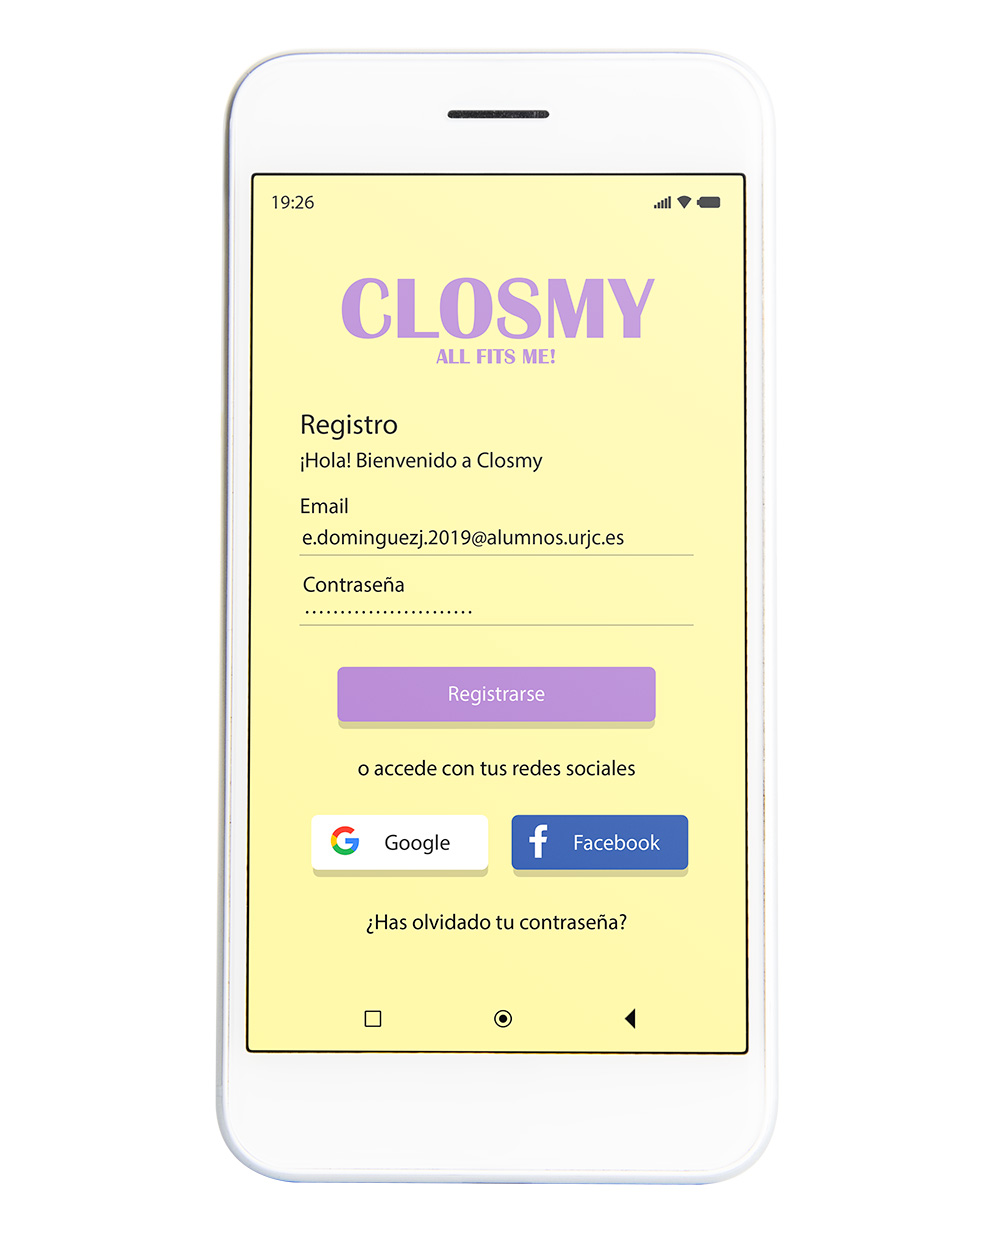 19:26
CLOSMY
ALL FITS ME!
Registro
¡Hola! Bienvenido a Closmy
Email
e.dominguezj.2019@alumnos.urjc.es
Contraseña
........................
Registrarse
o accede con tus redes sociales
G Google
f Facebook
¿Has olvidado tu contraseña?